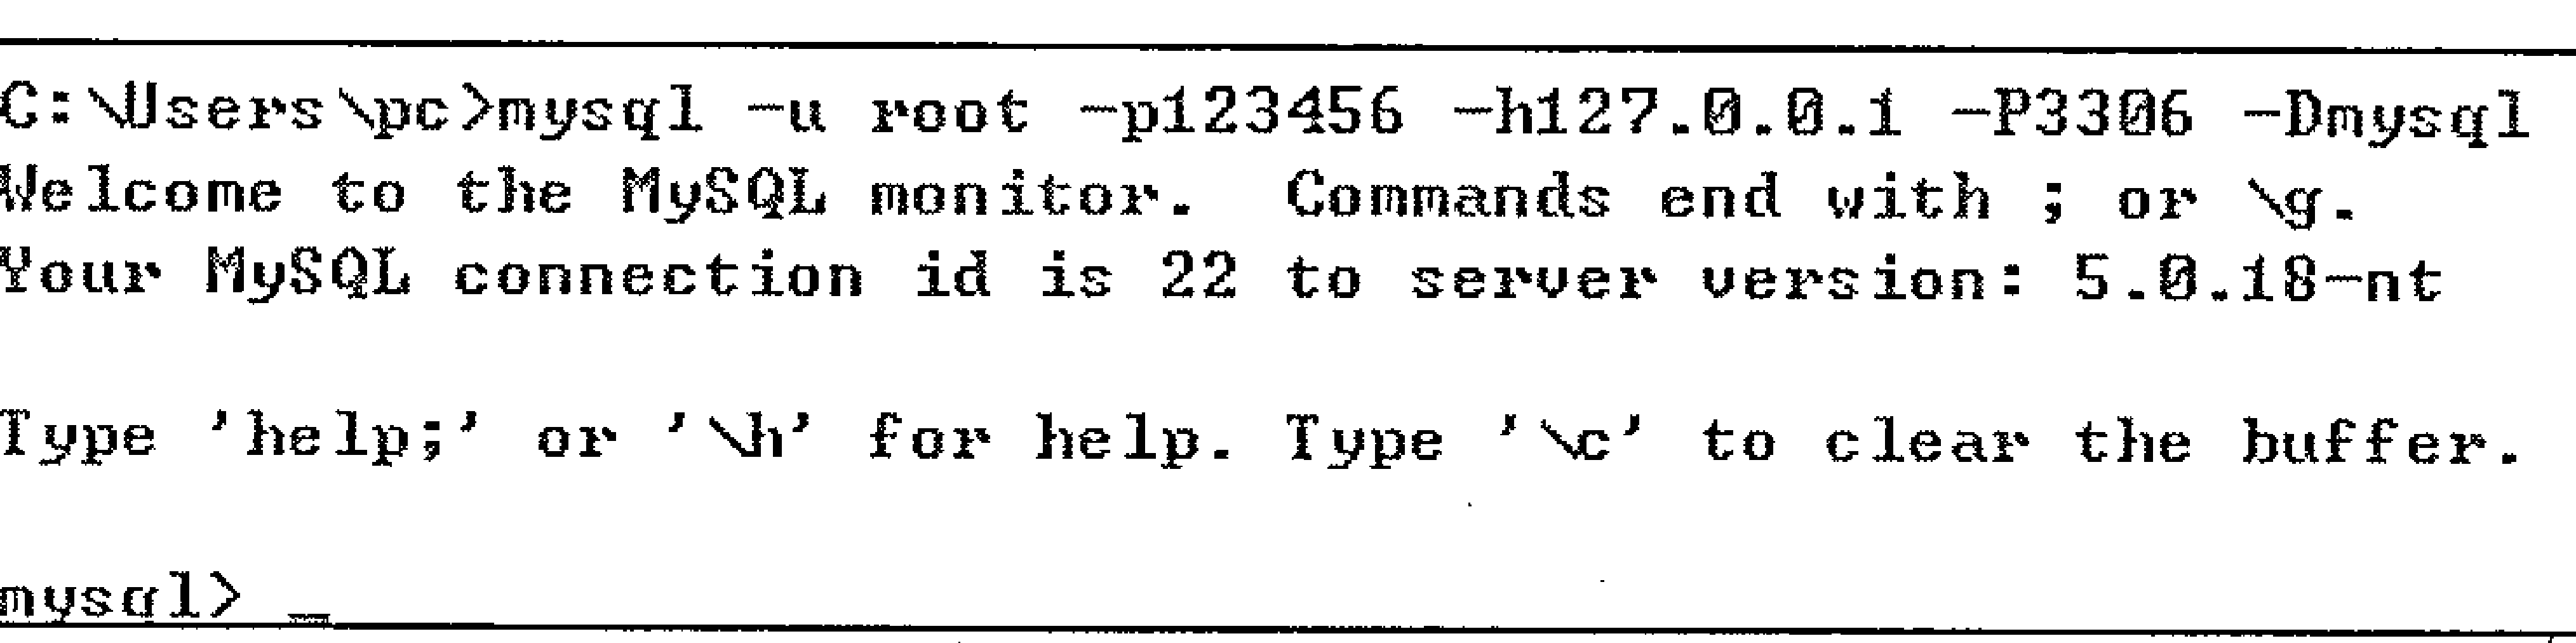 C:\Users\pc>mysql -u root -p123456 -h127.0.0.1 -P3306 -Dmysql
Welcome to the MySQL monitor.  Commands end with ; or \g.
Your MySQL connection id is 22 to server version: 5.0.18-nt
Type 'help;' or '\h' for help. Type '\c' to clear the buffer.
mysql> _